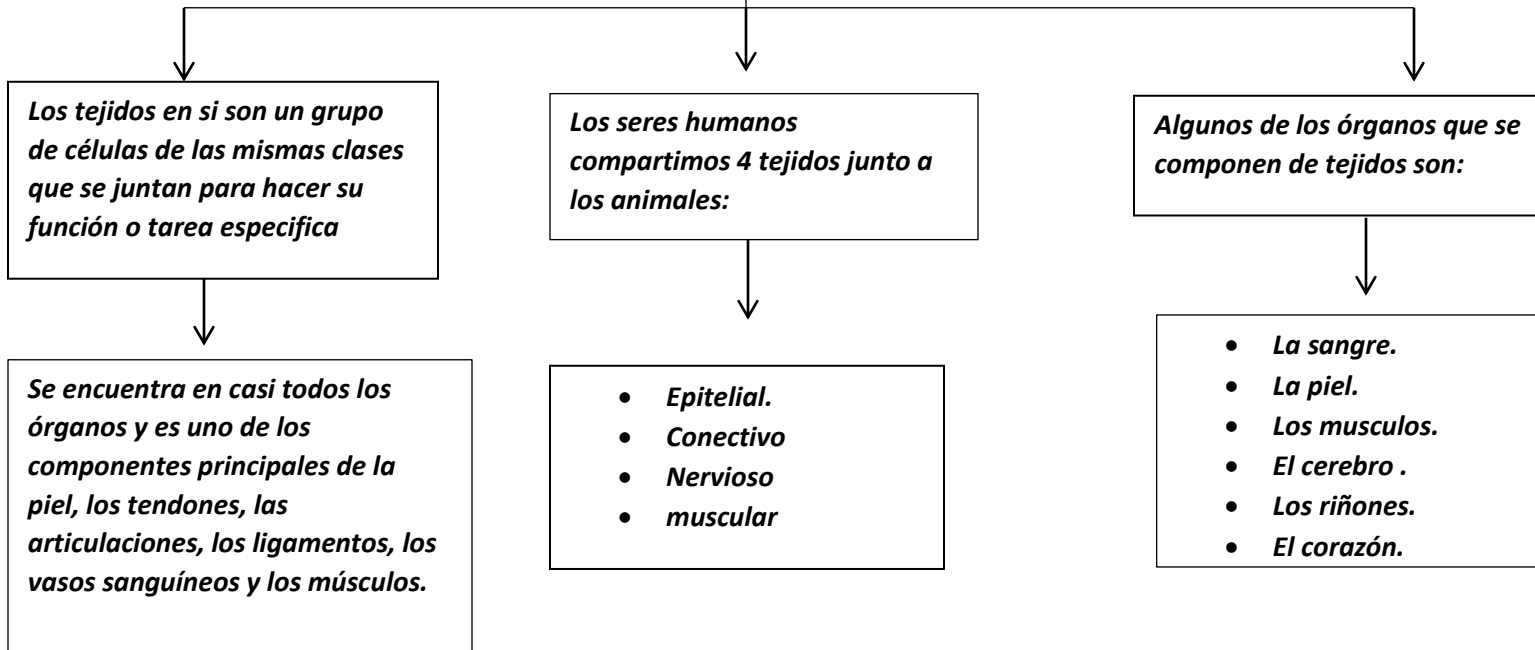 Los tejidos en si son un grupo
de células de las mismas clases
que se juntan para hacer su
función o tarea especifica
Se encuentra en casi todos los
órganos y es uno de los
componentes principales de la
piel, los tendones, las
articulaciones, los ligamentos, los
vasos sanguíneos y los músculos.
Los seres humanos
compartimos 4 tejidos junto a
los animales:
• Epitelial.
• Conectivo
• Nervioso
• muscular
Algunos de los órganos que se
componen de tejidos son:
• La sangre.
• La piel.
• Los musculos.
• El cerebro .
• Los riñones.
• El corazón.